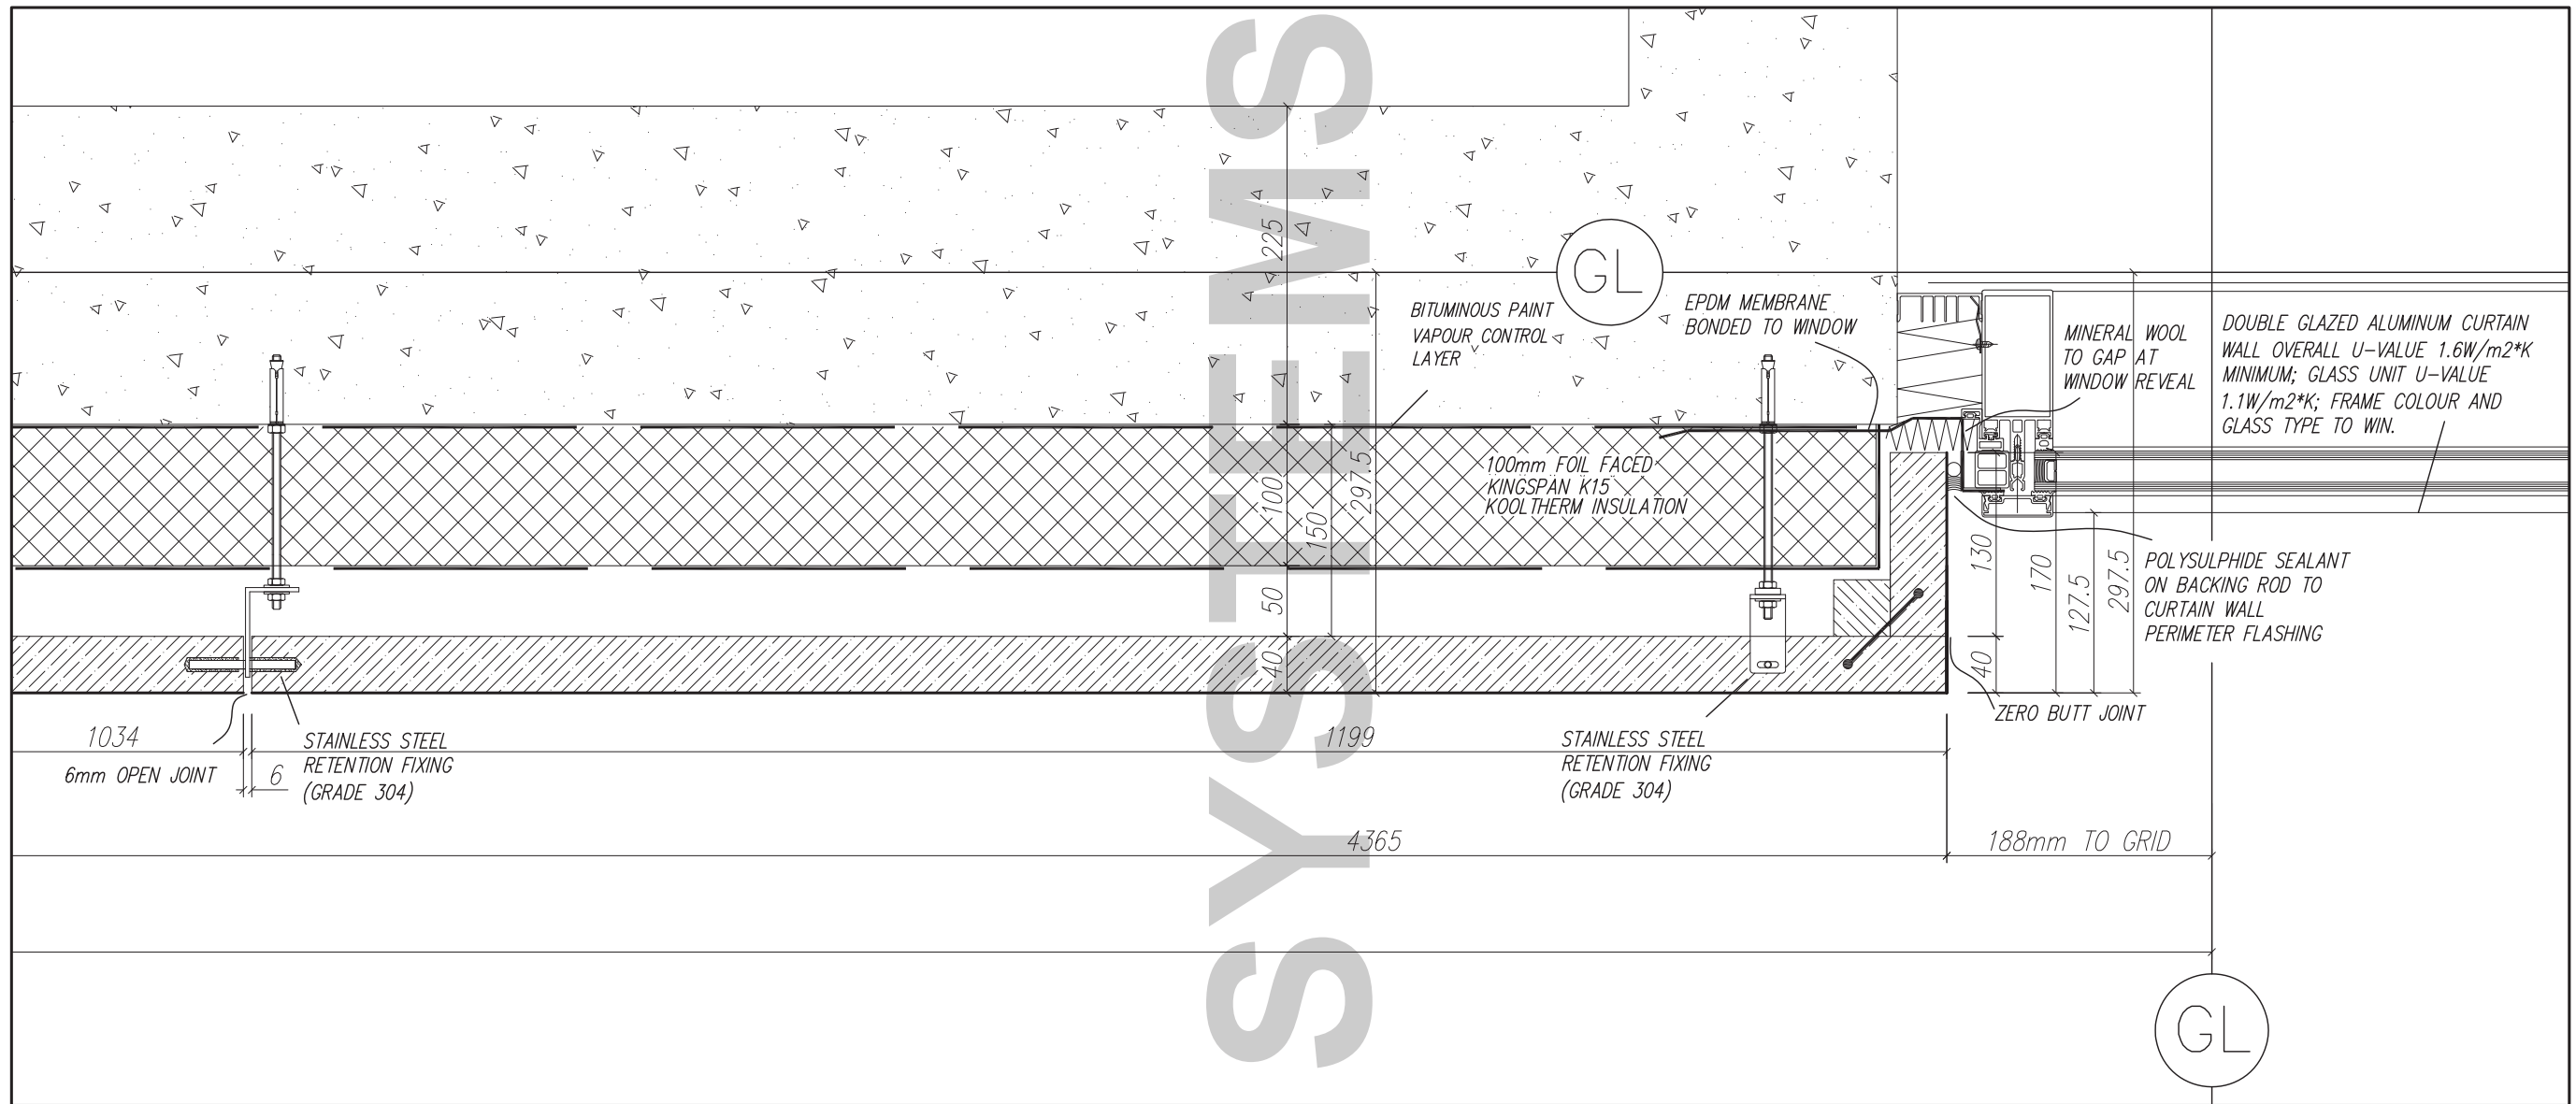 SYSTEMS
225
GL
BITUMINOUS PAINT
VAPOUR CONTROL
LAYER
EPDM MEMBRANE
BONDED TO WINDOW
MINERAL WOOL
TO GAP AT
WINDOW REVEAL
DOUBLE GLAZED ALUMINUM CURTAIN
WALL OVERALL U-VALUE 1.6W/m2*K
MINIMUM; GLASS UNIT U-VALUE
1.1W/m2*K; FRAME COLOUR AND
GLASS TYPE TO WIN.
100mm FOIL FACED
KINGSPAN K15
KOOLTHERM INSULATION
100
150
297.5
50
40
130
170
127.5
297.5
40
POLYSULPHIDE SEALANT
ON BACKING ROD TO
CURTAIN WALL
PERIMETER FLASHING
ZERO BUTT JOINT
1034
6mm OPEN JOINT
6
STAINLESS STEEL
RETENTION FIXING
(GRADE 304)
1199
STAINLESS STEEL
RETENTION FIXING
(GRADE 304)
4365
188mm TO GRID
GL